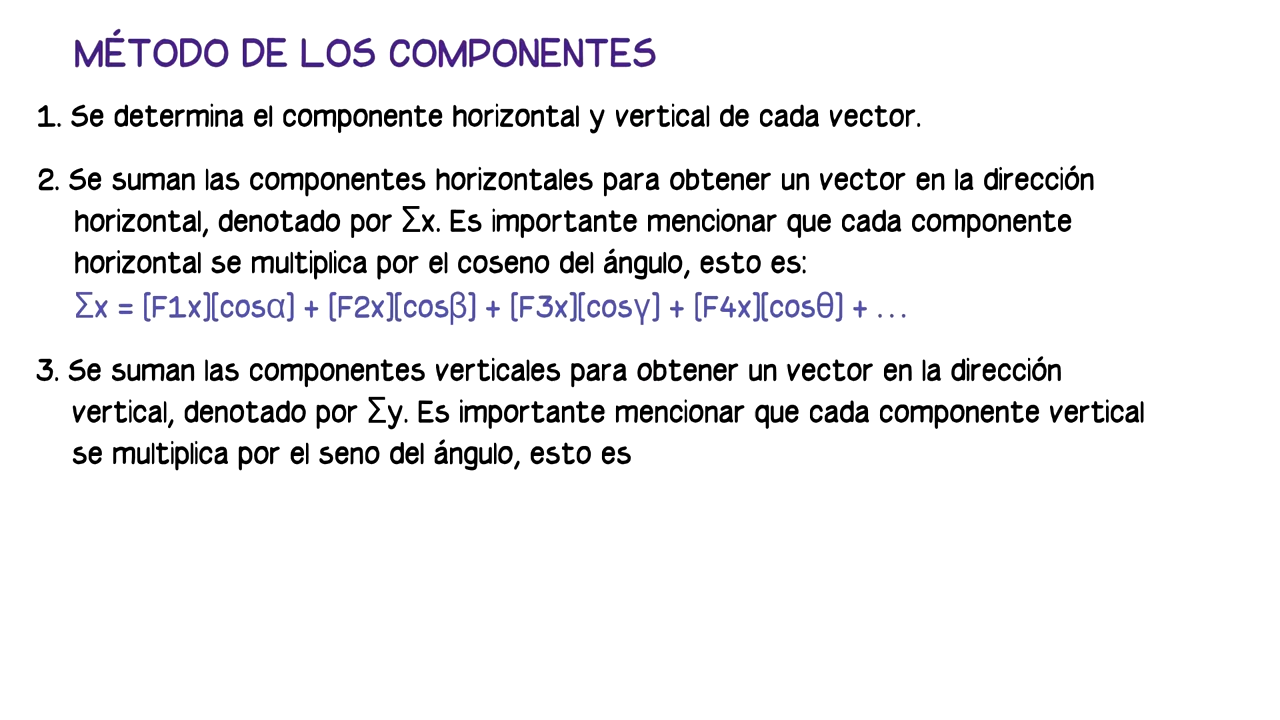 MÉTODO DE LOS COMPONENTES
1. Se determina el componente horizontal y vertical de cada vector.
2. Se suman las componentes horizontales para obtener un vector en la dirección
horizontal, denotado por Σx. Es importante mencionar que cada componente
horizontal se multiplica por el coseno del ángulo, esto es:
Σx = [F1x][cosα] + [F2x][cosβ] + [F3x][cosγ] + [F4x][cosθ] + ...
3. Se suman las componentes verticales para obtener un vector en la dirección
vertical, denotado por Σy. Es importante mencionar que cada componente vertical
se multiplica por el seno del ángulo, esto es